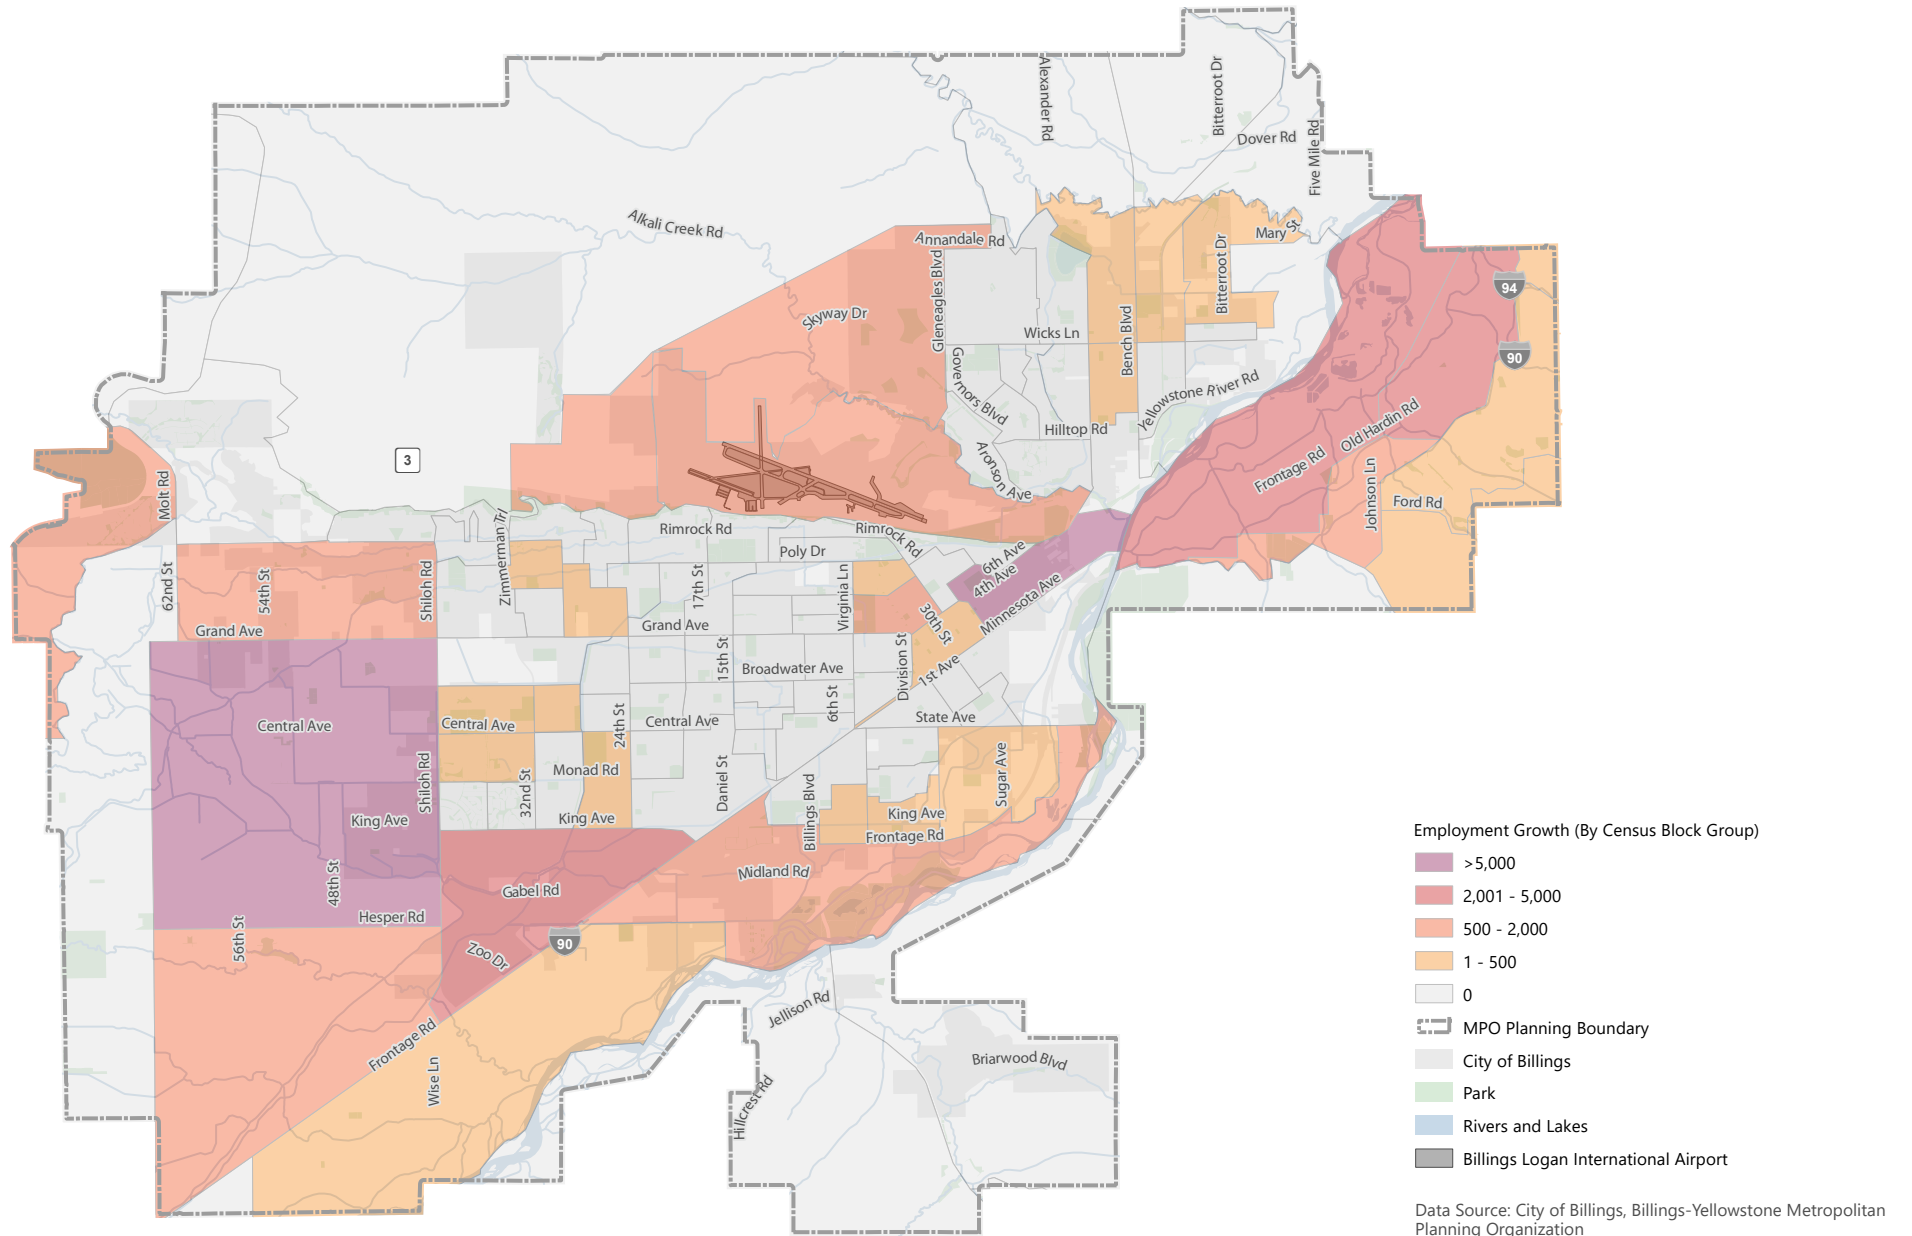 Alexander Rd
Bitterroot Dr
Dover Rd
Five Mile Rd
Alkali Creek Rd
Annandale Rd
Mary St
Bitterroot Dr
Gleneagles Blvd
Skyway Dr
Wicks Ln
Bench Blvd
94
90
Governors Blvd
Yellowstone River Rd
Hilltop Rd
Old Hardin Rd
3
Aronson Ave
Frontage Rd
Johnson Ln
Ford Rd
Molt Rd
Zimmerman Trl
Rimrock Rd
Rimrock Rd
Poly Dr
6th Ave
4th Ave
Minnesota Ave
62nd St
54th St
Shiloh Rd
17th St
Virginia Ln
30th St
Grand Ave
Grand Ave
15th St
Broadwater Ave
Division St
1st Ave
6th St
Central Ave
Central Ave
24th St
Central Ave
State Ave
Shiloh Rd
32nd St
Monad Rd
Daniel St
Billings Blvd
Sugar Ave
King Ave
King Ave
King Ave
Frontage Rd
48th St
Gabel Rd
Midland Rd
Hesper Rd
56th St
90
Zoo Dr
Jellison Rd
Frontage Rd
Wise Ln
Briarwood Blvd
Hillcrest Rd
Employment Growth (By Census Block Group)
>5,000
2,001 - 5,000
500 - 2,000
1 - 500
0
MPO Planning Boundary
City of Billings
Park
Rivers and Lakes
Billings Logan International Airport
Data Source: City of Billings, Billings-Yellowstone Metropolitan
Planning Organization